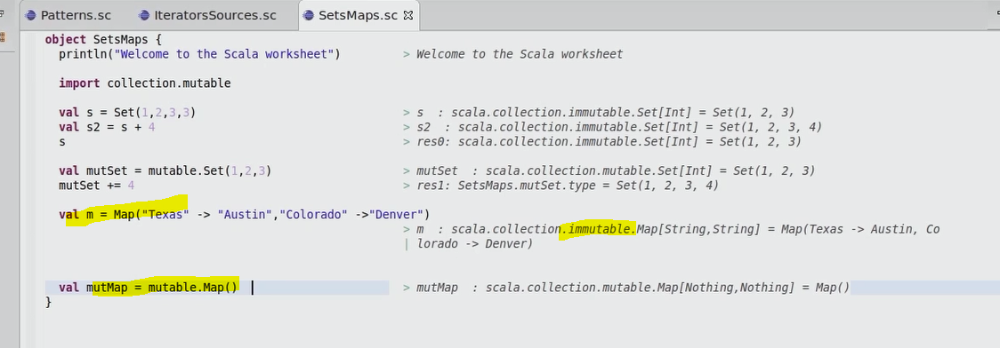 Patterns.sc IteratorsSources.sc SetsMaps.sc
object SetsMaps {
println("Welcome to the Scala worksheet") > Welcome to the Scala worksheet
import collection.mutable
val s = Set(1,2,3,3) > s : scala.collection.immutable.Set[Int] = Set(1, 2, 3)
val s2 = s + 4 > s2 : scala.collection.immutable.Set[Int] = Set(1, 2, 3, 4)
s > res0: scala.collection.immutable.Set[Int] = Set(1, 2, 3)
val mutSet = mutable.Set(1,2,3) > mutSet : scala.collection.mutable.Set[Int] = Set(1, 2, 3)
mutSet += 4 > res1: SetsMaps.mutSet.type = Set(1, 2, 3, 4)
val m = Map("Texas" -> "Austin","Colorado" ->"Denver")
> m : scala.collection.immutable.Map[String,String] = Map(Texas -> Austin, Co
| lorado -> Denver)
val mutMap = mutable.Map() > mutMap : scala.collection.mutable.Map[Nothing,Nothing] = Map()
}